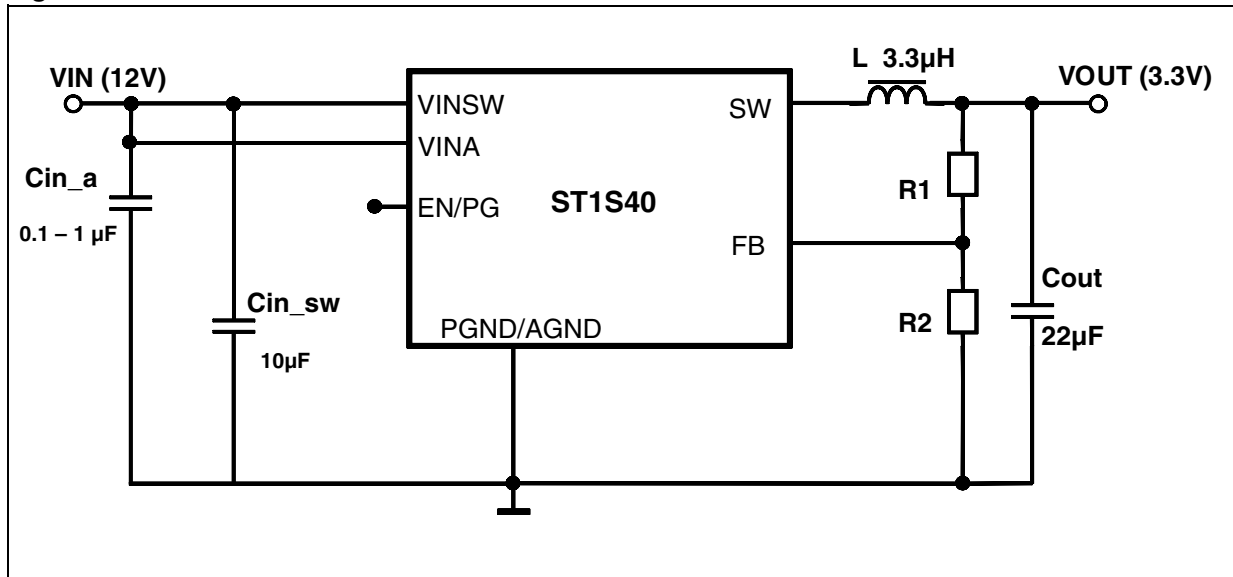 VIN (12V)
VINSW
VINA
EN/PG
ST1S40
SW
FB
PGND/AGND
L 3.3µH
VOUT (3.3V)
R1
R2
Cout
22µF
Cin_a
0.1 – 1 µF
Cin_sw
10µF